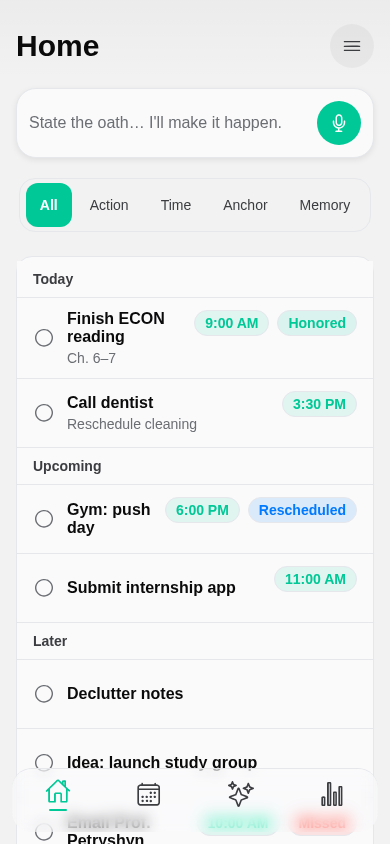 Home
State the oath… I'll make it happen.
All Action Time Anchor Memory
Today
Finish ECON reading 9:00 AM Honored
Ch. 6–7
Call dentist 3:30 PM
Reschedule cleaning
Upcoming
Gym: push day 6:00 PM Rescheduled
Submit internship app 11:00 AM
Later
Declutter notes
Idea: launch study group
Email Prof. Petryshyn 10:00 AM Missed